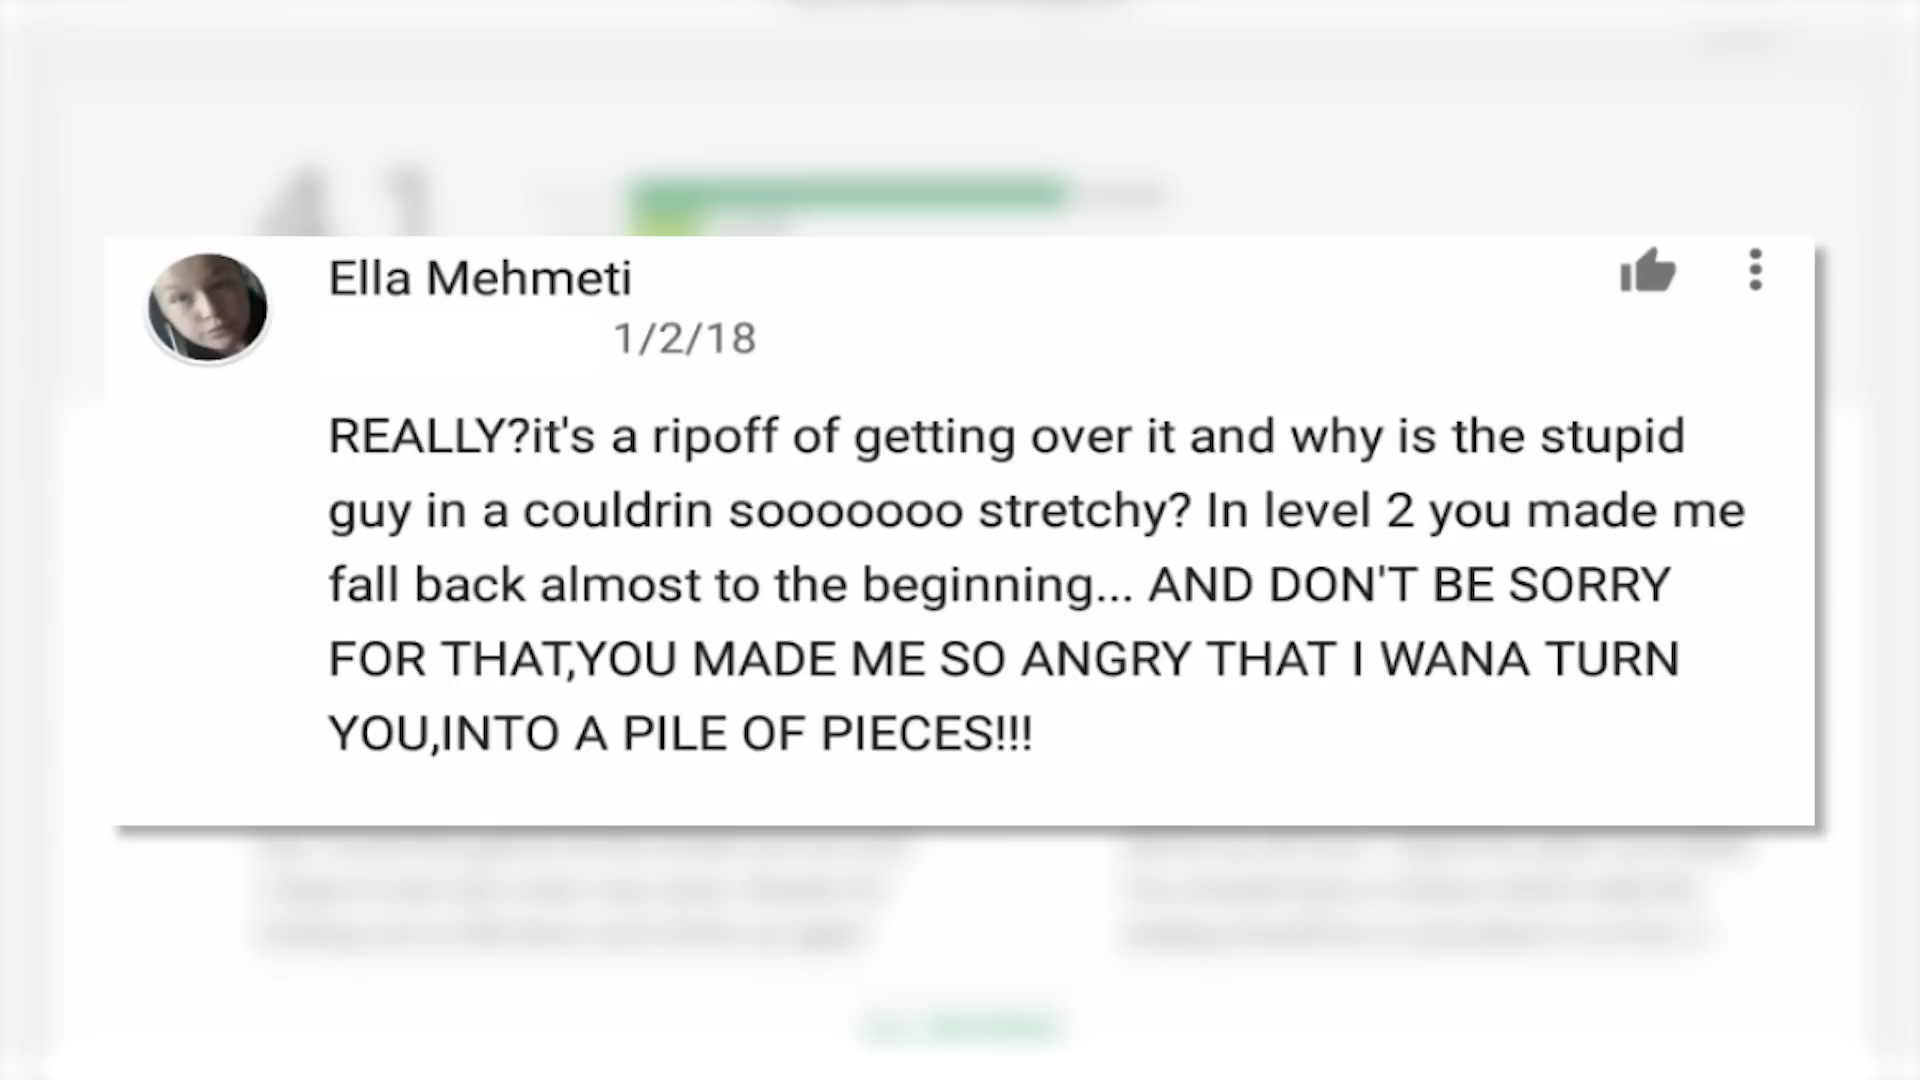 4.1
Ella Mehmeti
1/2/18
REALLY?it's a ripoff of getting over it and why is the stupid
guy in a couldrin sooooooo stretchy? In level 2 you made me
fall back almost to the beginning... AND DON'T BE SORRY
FOR THAT,YOU MADE ME SO ANGRY THAT I WANA TURN
YOU,INTO A PILE OF PIECES!!!